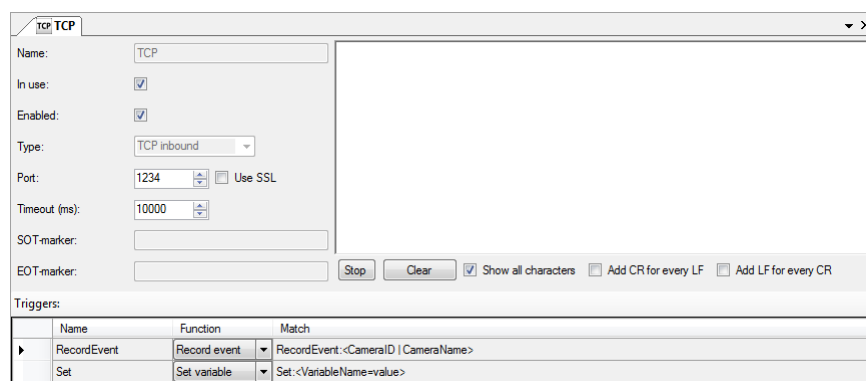 TCP TCP
Name: TCP
In use:
Enabled:
Type: TCP inbound
Port: 1234 Use SSL
Timeout (ms): 10000
SOT-marker:
EOT-marker: Stop Clear Show all characters Add CR for every LF Add LF for every CR
Triggers:
Name Function Match
RecordEvent Record event RecordEvent:<CameraID | CameraName>
Set Set variable Set:<VariableName=value>